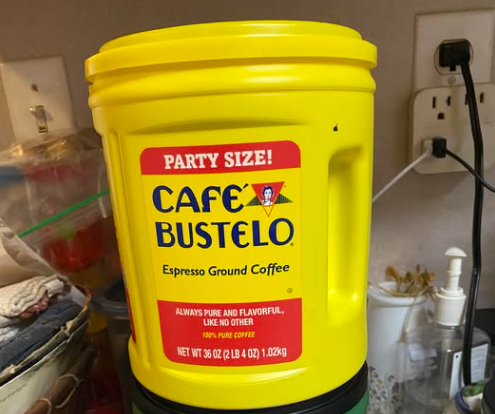 PARTY SIZE!
CAFÉ
BUSTELO®
Espresso Ground Coffee
ALWAYS PURE AND FLAVORFUL,
LIKE NO OTHER
100% PURE COFFEE
NET WT 36 OZ (2 LB 4 OZ) 1.02kg